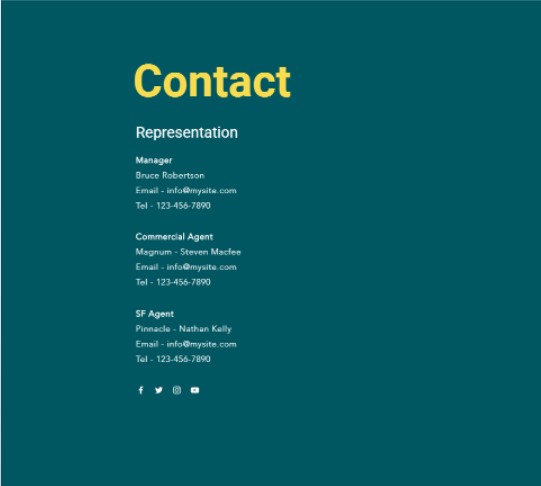 Contact
Representation
Manager
Bruce Robertson
Email - info@mysite.com
Tel - 123-456-7890
Commercial Agent
Magnum - Steven Macfee
Email - info@mysite.com
Tel - 123-456-7890
SF Agent
Pinnacle - Nathan Kelly
Email - info@mysite.com
Tel - 123-456-7890